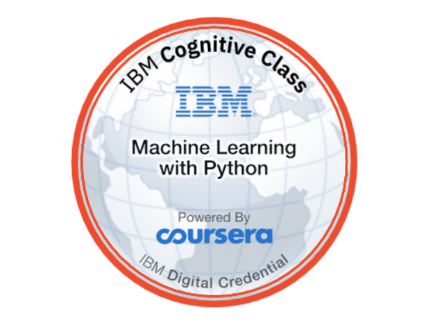 IBM Cognitive Class
IBM
Machine Learning
with Python
Powered By
coursera
IBM Digital Credential